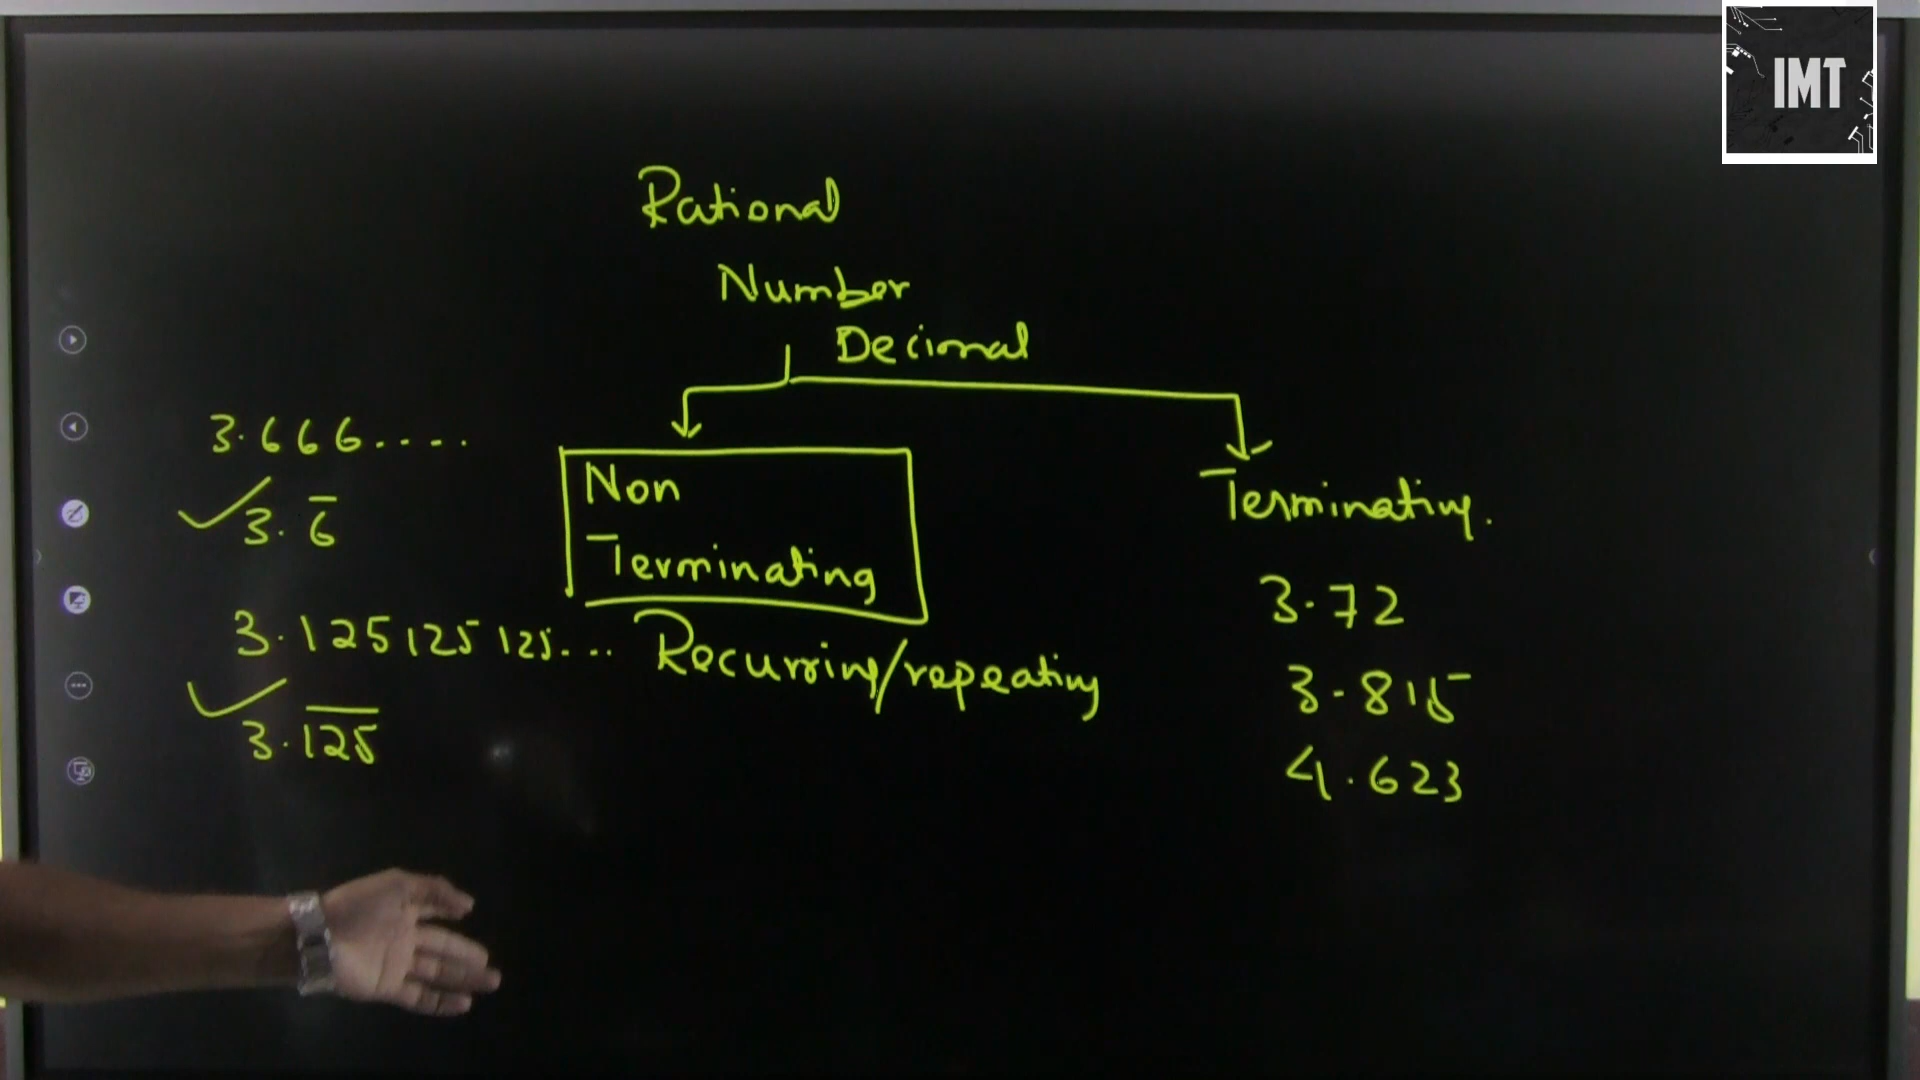 IMT
Rational
Number
Decimal
3.666....
3.6̅
Non
Terminating
Recurring/repeating
3.125125125...
3.1̅2̅5̅
Terminating.
3.72
3.815
4.623